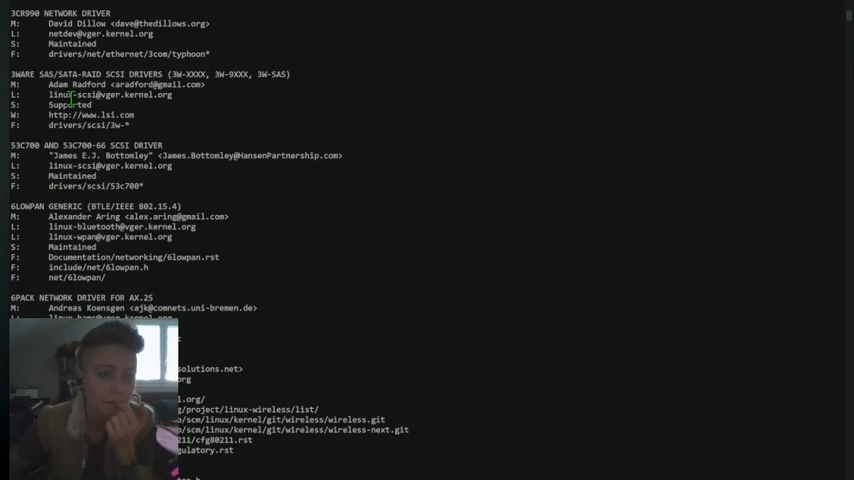 3CR990 NETWORK DRIVER
M: David Dillow <dave@thedillows.org>
L: netdev@vger.kernel.org
S: Maintained
F: drivers/net/ethernet/3com/typhoon*
3WARE SAS/SATA-RAID SCSI DRIVERS (3W-XXXX, 3W-9XXX, 3W-SAS)
M: Adam Radford <aradford@gmail.com>
L: linux-scsi@vger.kernel.org
S: Supported
W: http://www.lsi.com
F: drivers/scsi/3w-*
53C700 AND 53C700-66 SCSI DRIVER
M: "James E.J. Bottomley" <James.Bottomley@HansenPartnership.com>
L: linux-scsi@vger.kernel.org
S: Maintained
F: drivers/scsi/53c700*
6LOWPAN GENERIC (BTLE/IEEE 802.15.4)
M: Alexander Aring <alex.aring@gmail.com>
L: linux-bluetooth@vger.kernel.org
L: linux-wpan@vger.kernel.org
S: Maintained
F: Documentation/networking/6lowpan.rst
F: include/net/6lowpan.h
F: net/6lowpan/
6PACK NETWORK DRIVER FOR AX.25
M: Andreas Koensgen <ajk@comnets.uni-bremen.de>
L: linux-hams@vger.kernel.org
solutions.net>
org
l.org/
g/project/linux-wireless/list/
/scm/linux/kernel/git/wireless/wireless.git
/scm/linux/kernel/git/wireless/wireless-next.git
211/cfg80211.rst
gulatory.rst